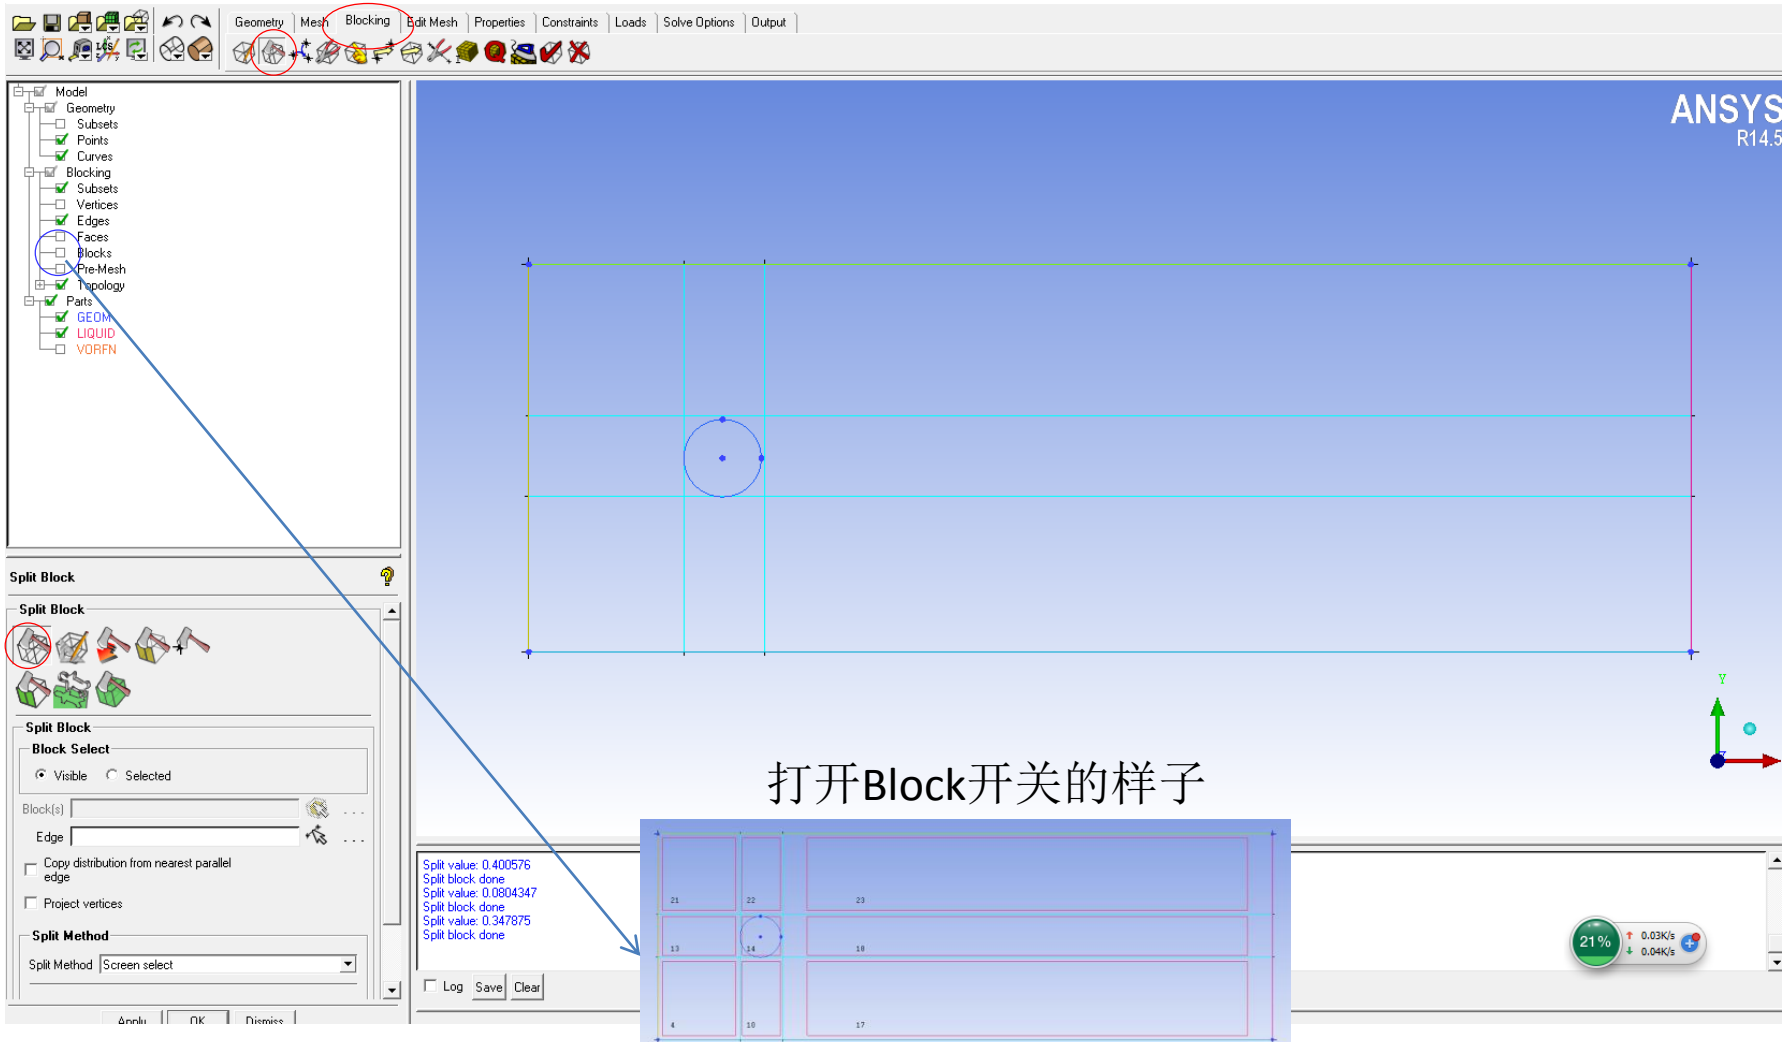 Geometry Mesh Blocking Edit Mesh Properties Constraints Loads Solve Options Output
LCS
Model
Geometry
Subsets
Points
Curves
Blocking
Subsets
Vertices
Edges
Faces
Blocks
Pre-Mesh
Topology
Parts
GEOM
LIQUID
VORFN
ANSYS
R14.5
Y
Z
Split Block
Split Block
Split Block
Block Select
Visible Selected
Block(s) ...
Edge ...
Copy distribution from nearest parallel
edge
Project vertices
Split Method
Split Method Screen select
Apply OK Dismiss
打开Block开关的样子
Split value: 0.400576
Split block done
Split value: 0.0804347
Split block done
Split value: 0.347875
Split block done
Log Save Clear
21 22 23
13 14 18
4 10 17
21% 0.03K/s
0.04K/s